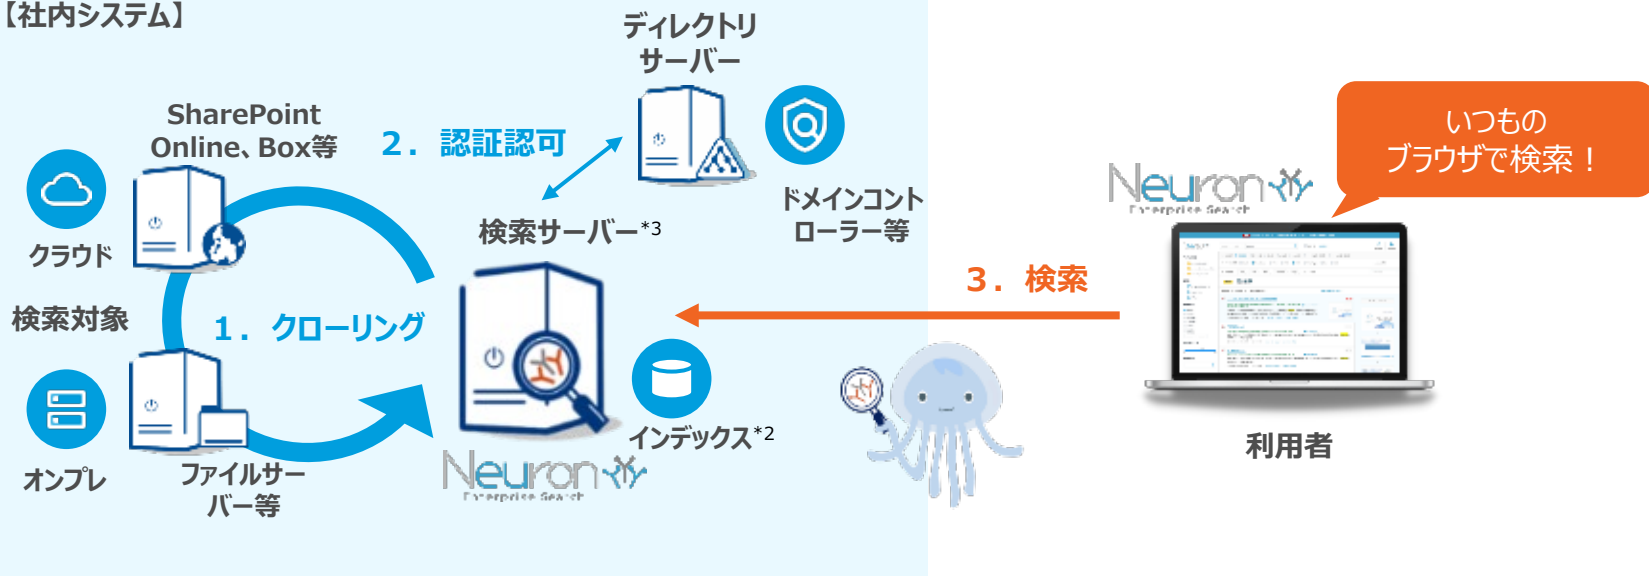 【社内システム】
ディレクトリ
サーバー
SharePoint
Online、Box等
2．認証認可
いつもの
ブラウザで検索！
Neuron
Enterprise Search
ドメインコント
ローラー等
検索サーバー*3
クラウド
3．検索
検索対象
1．クローリング
インデックス*2
利用者
オンプレ
ファイルサー
バー等
Neuron
Enterprise Search